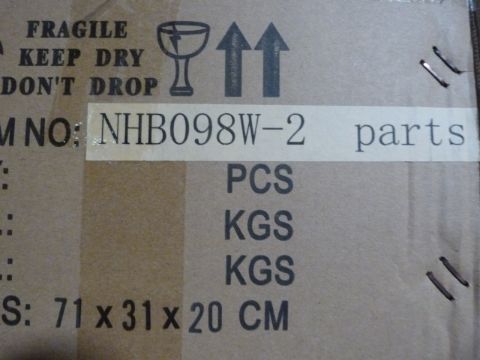 FRAGILE
KEEP DRY
DON'T DROP
M NO: NHB098W-2 parts
: PCS
.: KGS
.: KGS
S: 71 x 31 x 20 CM